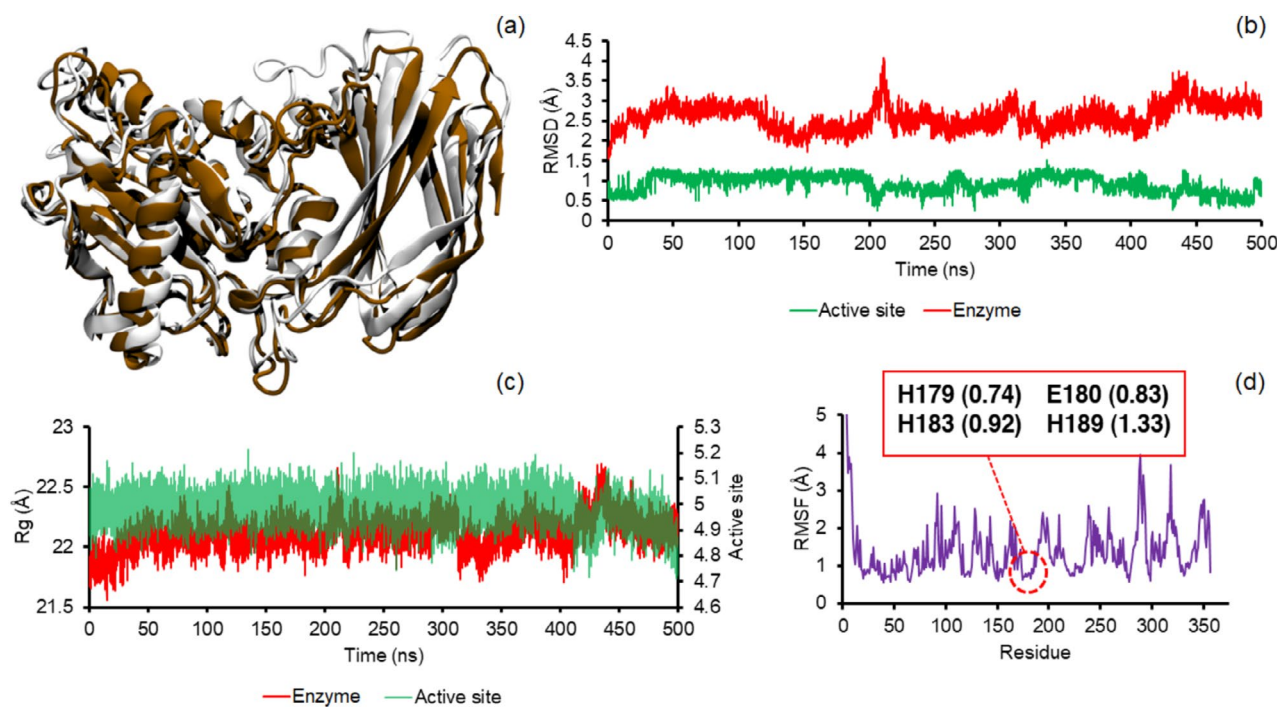 (a)
(b)
RMSD (Å)
4.5
4
3.5
3
2.5
2
1.5
1
0.5
0
0 50 100 150 200 250 300 350 400 450 500
Time (ns)
Active site Enzyme
(c)
Rg (Å)
23
22.5
22
21.5
5.3
5.2
5.1
5
4.9
4.8
4.7
4.6
Active site
0 50 100 150 200 250 300 350 400 450 500
Time (ns)
Enzyme Active site
(d)
H179 (0.74) E180 (0.83)
H183 (0.92) H189 (1.33)
RMSF (Å)
5
4
3
2
1
0
0 50 100 150 200 250 300 350
Residue